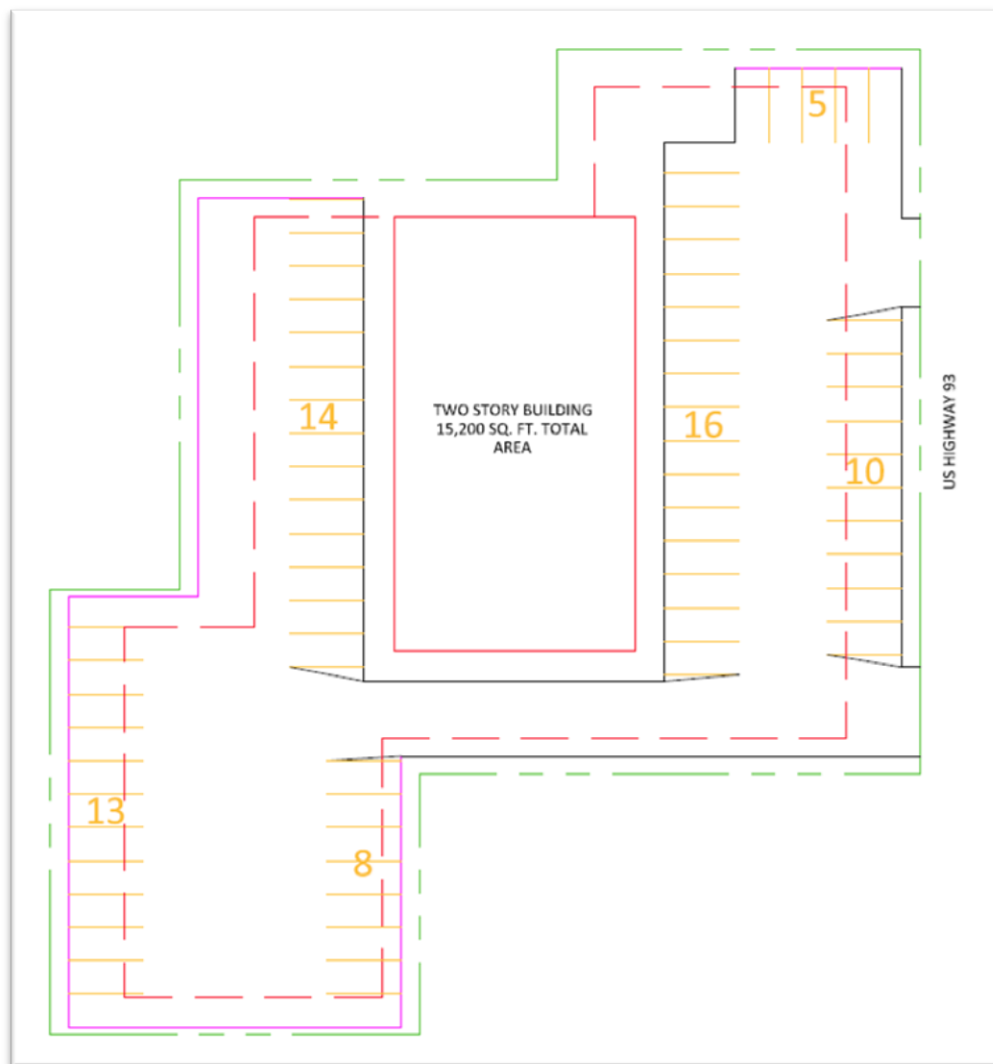 5
14
TWO STORY BUILDING
15,200 SQ. FT. TOTAL
AREA
16
10
US HIGHWAY 93
13
8